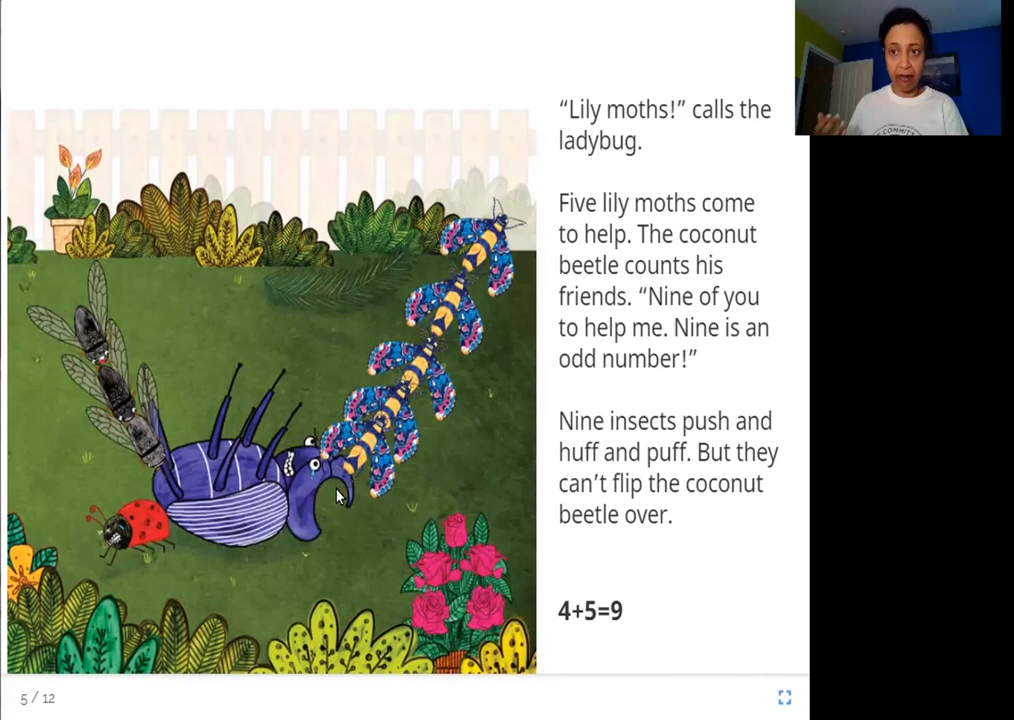 “Lily moths!” calls the
ladybug.
Five lily moths come
to help. The coconut
beetle counts his
friends. “Nine of you
to help me. Nine is an
odd number!”
Nine insects push and
huff and puff. But they
can’t flip the coconut
beetle over.
4+5=9
5 / 12
COMMIT